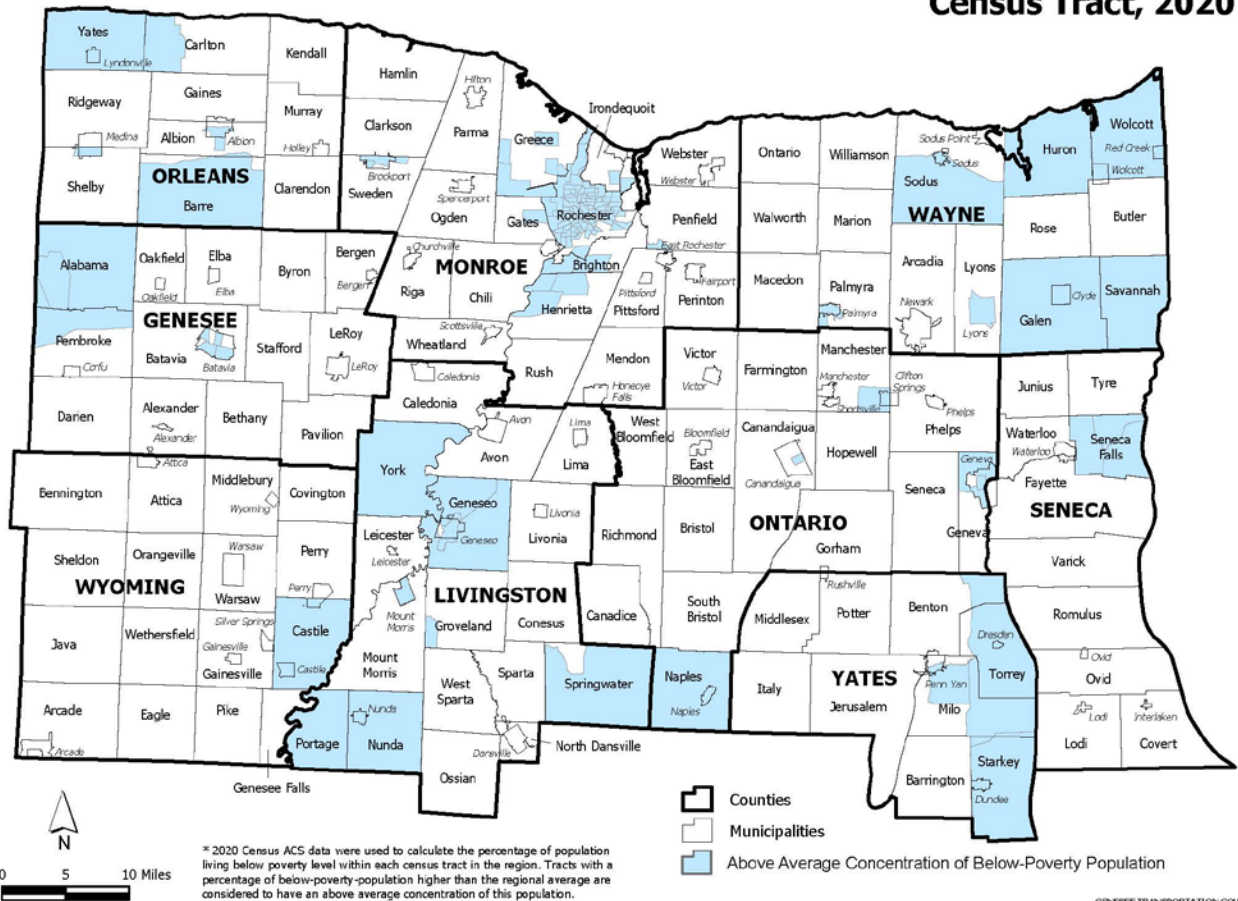 Census Tract, 2020
Yates
Lyndonville
Carlton
Kendall
Hamlin
Hilton
Irondequoit
Ridgeway
Gaines
Murray
Clarkson
Parma
Greece
Webster
Webster
Ontario
Williamson
Sodus Point
Sodus
Huron
Wolcott
Red Creek
Wolcott
Medina
Albion
Albion
Holley
Shelby
ORLEANS
Barre
Clarendon
Sweden
Brockport
Spencerport
Ogden
Gates
Rochester
Penfield
Walworth
Marion
Sodus
WAYNE
Rose
Butler
Alabama
Oakfield
Oakfield
Elba
Elba
Byron
Bergen
Bergen
Churchville
MONROE
Riga
Chili
Brighton
East Rochester
Fairport
Pittsford
Pittsford
Perinton
Macedon
Palmyra
Palmyra
Arcadia
Newark
Lyons
Lyons
Galen
Clyde
Savannah
GENESEE
Pembroke
Corfu
Batavia
Batavia
Stafford
LeRoy
LeRoy
Scottsville
Wheatland
Henrietta
Rush
Mendon
Honeoye
Falls
Victor
Victor
Farmington
Manchester
Manchester
Shortsville
Clifton
Springs
Phelps
Phelps
Junius
Tyre
Darien
Alexander
Alexander
Bethany
Pavilion
Caledonia
Caledonia
Avon
Avon
Lima
Lima
West
Bloomfield
Bloomfield
East
Bloomfield
Canandaigua
Canandaigua
Hopewell
Seneca
Geneva
Geneva
Waterloo
Waterloo
Seneca
Falls
Fayette
SENECA
Attica
Attica
Bennington
Middlebury
Wyoming
Covington
York
Geneseo
Geneseo
Livonia
Livonia
Richmond
Bristol
ONTARIO
Gorham
Varick
Sheldon
Orangeville
Warsaw
Warsaw
Perry
Perry
Leicester
Leicester
WYOMING
LIVINGSTON
Mount
Morris
Groveland
Conesus
Canadice
South
Bristol
Middlesex
Rushville
Potter
Benton
Dresden
Torrey
Romulus
Java
Wethersfield
Silver Springs
Gainesville
Gainesville
Castile
Castile
Mount
Morris
West
Sparta
Sparta
Springwater
Naples
Naples
Italy
YATES
Jerusalem
Penn Yan
Milo
Ovid
Ovid
Arcade
Arcade
Eagle
Pike
Portage
Nunda
Nunda
Dansville
North Dansville
Ossian
Genesee Falls
Barrington
Starkey
Dundee
Lodi
Lodi
Interlaken
Covert
N
0 5 10 Miles
* 2020 Census ACS data were used to calculate the percentage of population
living below poverty level within each census tract in the region. Tracts with a
percentage of below-poverty-population higher than the regional average are
considered to have an above average concentration of this population.
Counties
Municipalities
Above Average Concentration of Below-Poverty Population